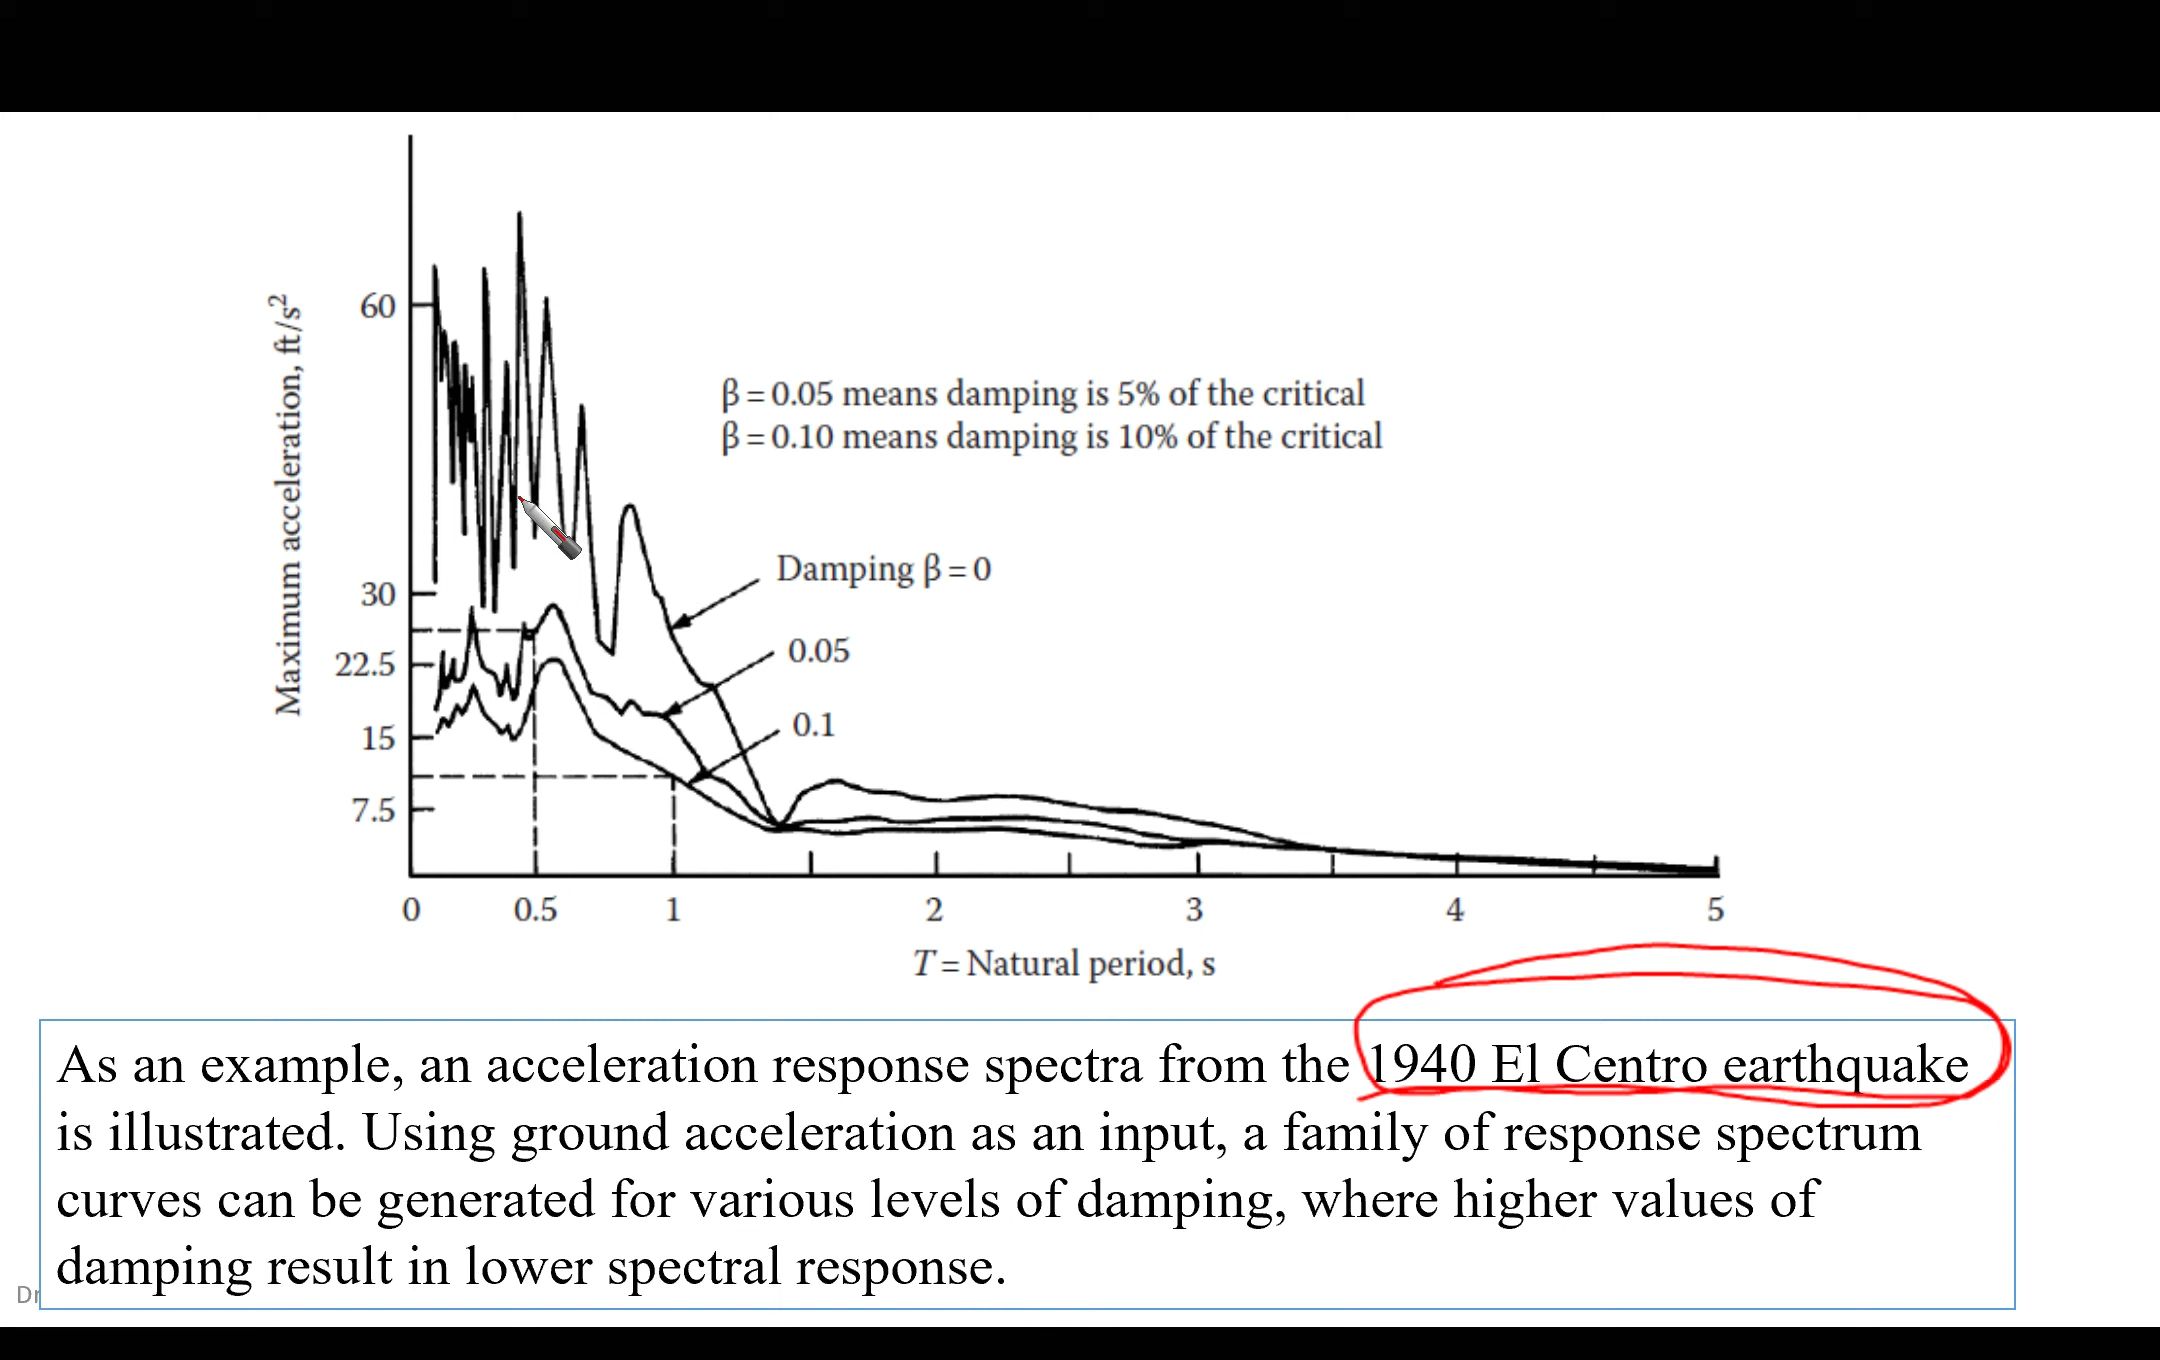 Maximum acceleration, ft/s²
60
30
22.5
15
7.5
β = 0.05 means damping is 5% of the critical
β = 0.10 means damping is 10% of the critical
Damping β = 0
0.05
0.1
0 0.5 1 2 3 4 5
T = Natural period, s
As an example, an acceleration response spectra from the 1940 El Centro earthquake
is illustrated. Using ground acceleration as an input, a family of response spectrum
curves can be generated for various levels of damping, where higher values of
damping result in lower spectral response.